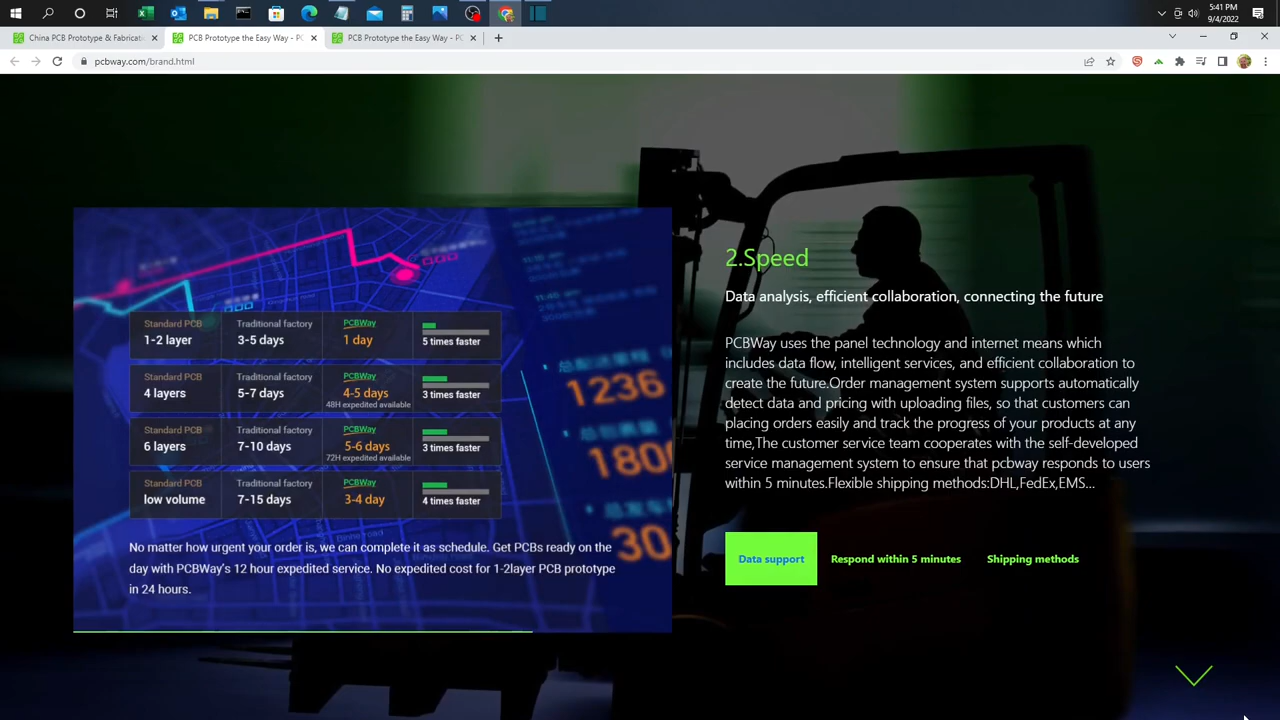 5:41 PM
9/4/2022
China PCB Prototype & Fabricati
PCB Prototype the Easy Way - PC
PCB Prototype the Easy Way - PC
pcbway.com/brand.html
Standard PCB
1-2 layer
Traditional factory
3-5 days
PCBWay
1 day
5 times faster
Standard PCB
4 layers
Traditional factory
5-7 days
PCBWay
4-5 days
48H expedited available
3 times faster
Standard PCB
6 layers
Traditional factory
7-10 days
PCBWay
5-6 days
72H expedited available
3 times faster
Standard PCB
low volume
Traditional factory
7-15 days
PCBWay
3-4 day
4 times faster
No matter how urgent your order is, we can complete it as schedule. Get PCBs ready on the
day with PCBWay's 12 hour expedited service. No expedited cost for 1-2layer PCB prototype
in 24 hours.
1236
1800
30
2.Speed
Data analysis, efficient collaboration, connecting the future
PCBWay uses the panel technology and internet means which
includes data flow, intelligent services, and efficient collaboration to
create the future.Order management system supports automatically
detect data and pricing with uploading files, so that customers can
placing orders easily and track the progress of your products at any
time,The customer service team cooperates with the self-developed
service management system to ensure that pcbway responds to users
within 5 minutes.Flexible shipping methods:DHL,FedEx,EMS...
Data support
Respond within 5 minutes
Shipping methods